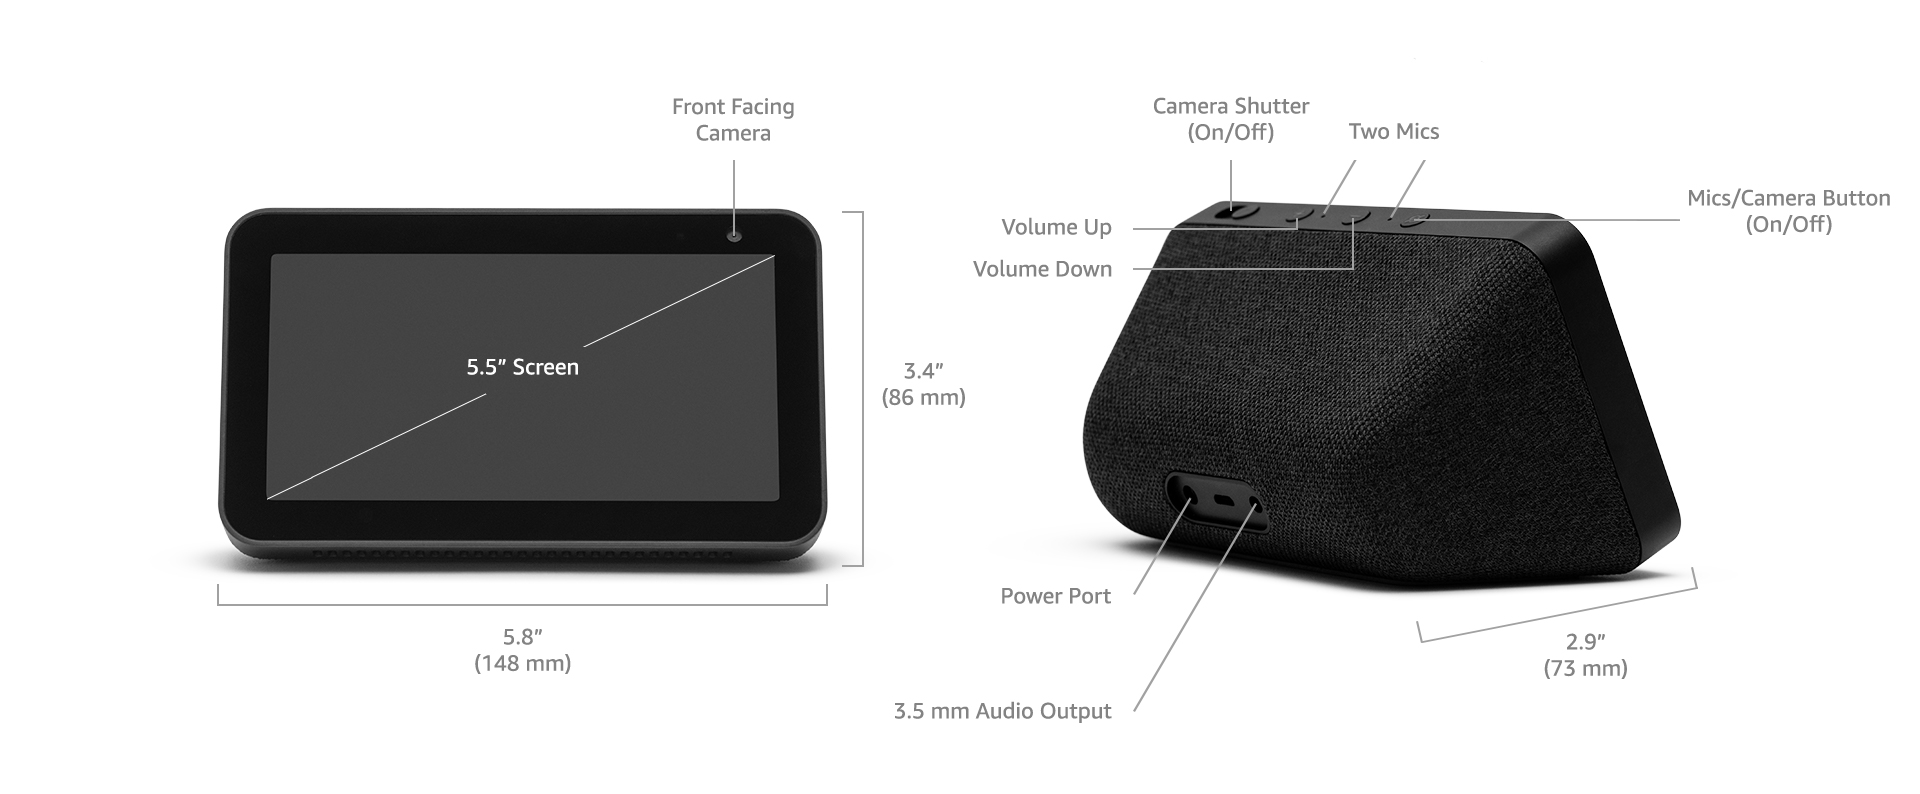 Front Facing
Camera
5.5” Screen
3.4”
(86 mm)
5.8”
(148 mm)
Camera Shutter
(On/Off)
Two Mics
Mics/Camera Button
(On/Off)
Volume Up
Volume Down
Power Port
3.5 mm Audio Output
2.9”
(73 mm)